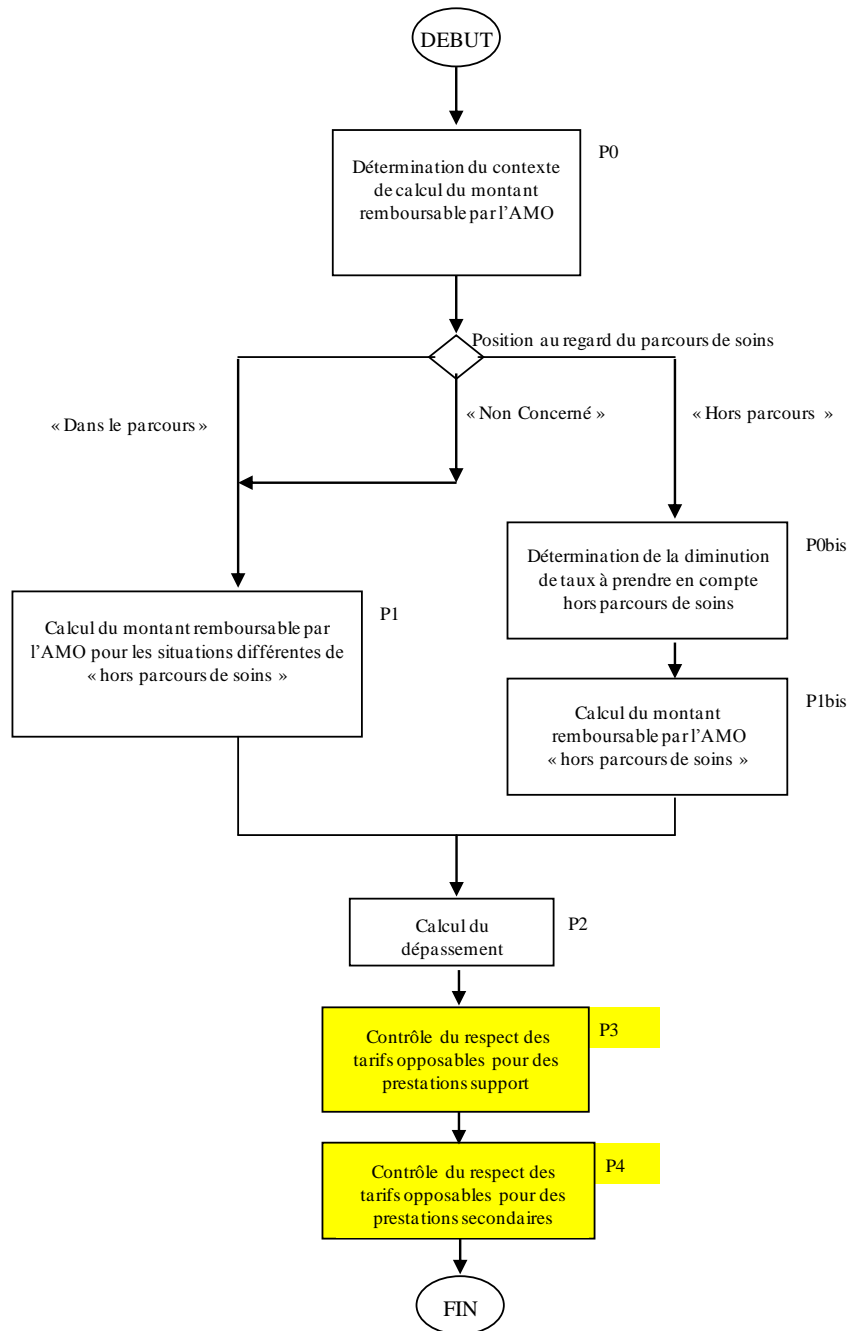 DEBUT
P0
Détermination du contexte
de calcul du montant
remboursable par l'AMO
Position au regard du parcours de soins
« Dans le parcours »
« Non Concerné »
« Hors parcours »
P0bis
Détermination de la diminution
de taux à prendre en compte
hors parcours de soins
P1
Calcul du montant remboursable par
l'AMO pour les situations différentes de
« hors parcours de soins »
P1bis
Calcul du montant
remboursable par l'AMO
« hors parcours de soins »
P2
Calcul du
dépassement
P3
Contrôle du respect des
tarifs opposables pour des
prestations support
P4
Contrôle du respect des
tarifs opposables pour des
prestations secondaires
FIN